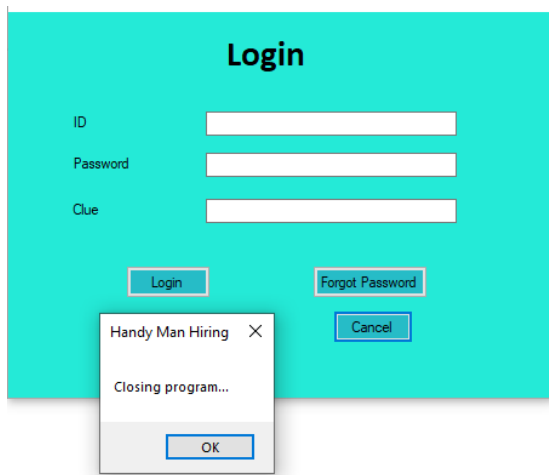 Login
ID
Password
Clue
Login
Forgot Password
Cancel
Handy Man Hiring
Closing program...
OK